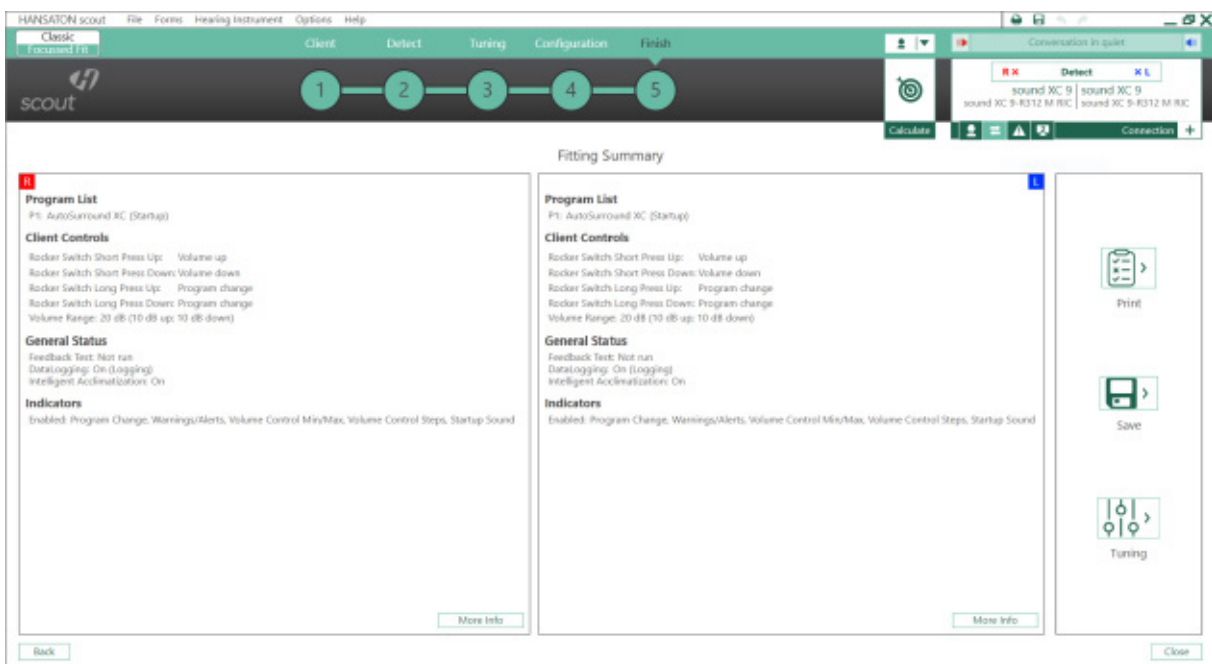 HANSATON scout File Forms Hearing Instrument Options Help
Classic
Focussed Fit
Client Detect Tuning Configuration Finish
Conversation in quiet
scout
1 2 3 4 5
R Detect L
sound XC 9 sound XC 9
sound XC 9-R312 M RIC sound XC 9-R312 M RIC
Calculate
Connection +
Fitting Summary
R
Program List
P1: AutoSurround XC (Startup)
Client Controls
Rocker Switch Short Press Up: Volume up
Rocker Switch Short Press Down: Volume down
Rocker Switch Long Press Up: Program change
Rocker Switch Long Press Down: Program change
Volume Range: 20 dB (10 dB up; 10 dB down)
General Status
Feedback Test: Not run
DataLogging: On (Logging)
Intelligent Acclimatization: On
Indicators
Enabled: Program Change, Warnings/Alerts, Volume Control Min/Max, Volume Control Steps, Startup Sound
More Info
L
Program List
P1: AutoSurround XC (Startup)
Client Controls
Rocker Switch Short Press Up: Volume up
Rocker Switch Short Press Down: Volume down
Rocker Switch Long Press Up: Program change
Rocker Switch Long Press Down: Program change
Volume Range: 20 dB (10 dB up; 10 dB down)
General Status
Feedback Test: Not run
DataLogging: On (Logging)
Intelligent Acclimatization: On
Indicators
Enabled: Program Change, Warnings/Alerts, Volume Control Min/Max, Volume Control Steps, Startup Sound
More Info
Print
Save
Tuning
Back
Close